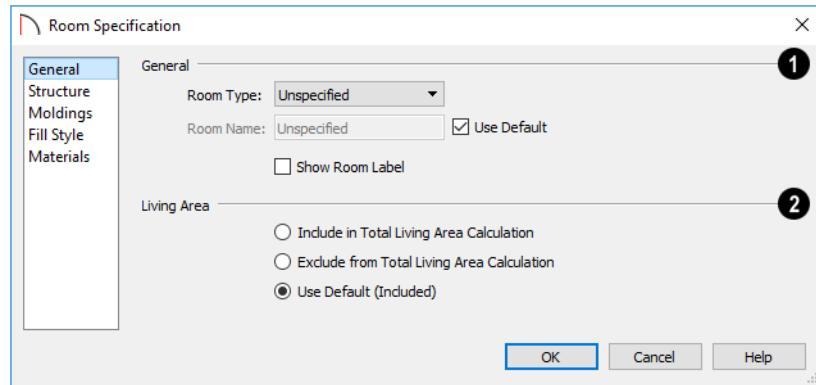 Room Specification
General
Structure
Moldings
Fill Style
Materials
General 1
Room Type: Unspecified
Room Name: Unspecified Use Default
Show Room Label
Living Area 2
Include in Total Living Area Calculation
Exclude from Total Living Area Calculation
Use Default (Included)
OK Cancel Help